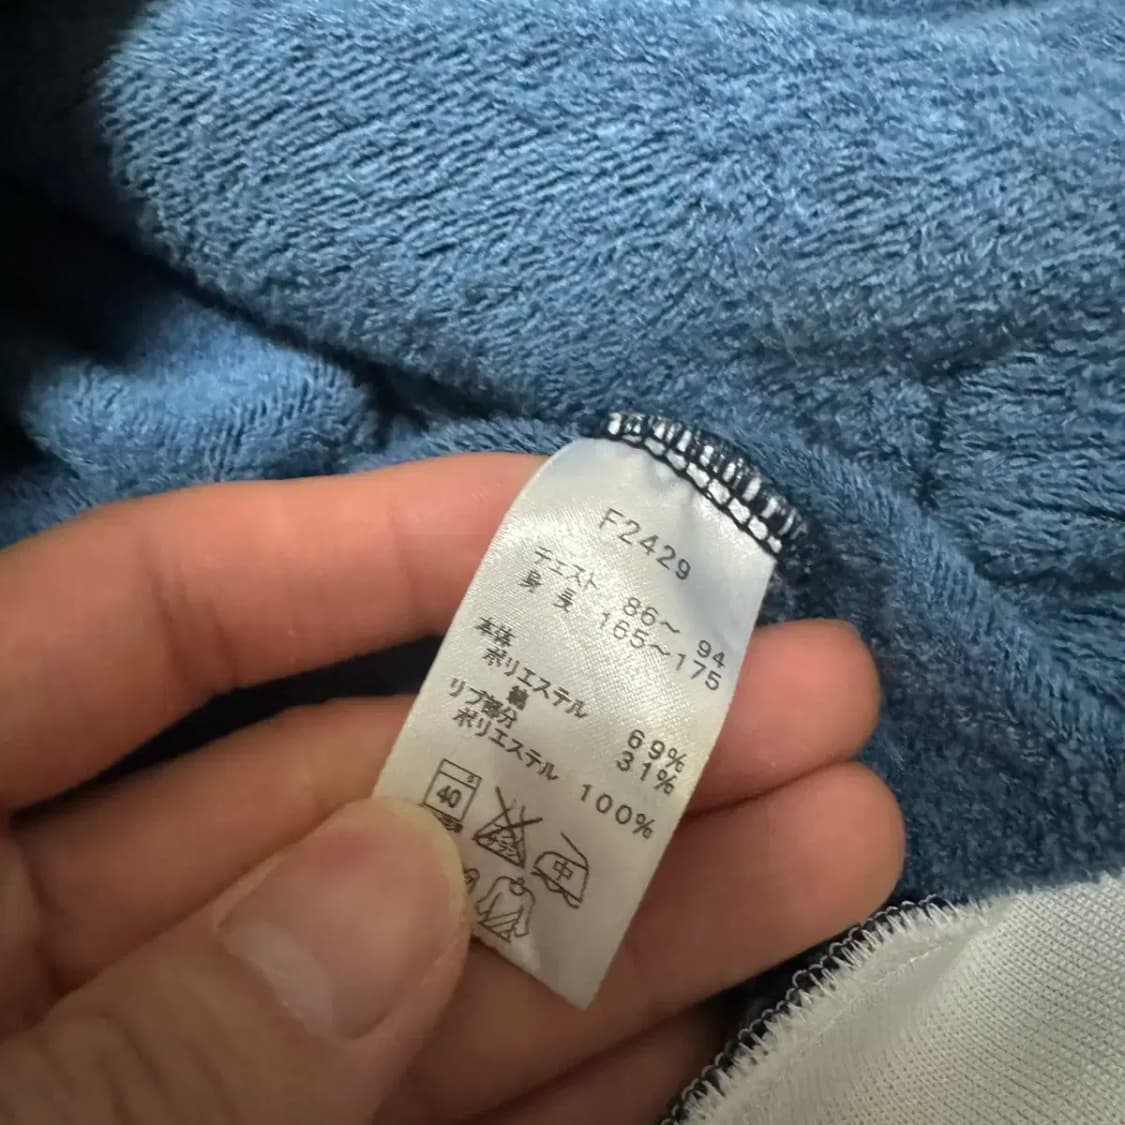 F2429
チェスト 86～ 94
身長 165～175
本体
ポリエステル 69%
綿 31%
リブ部分
ポリエステル 100%
40
中